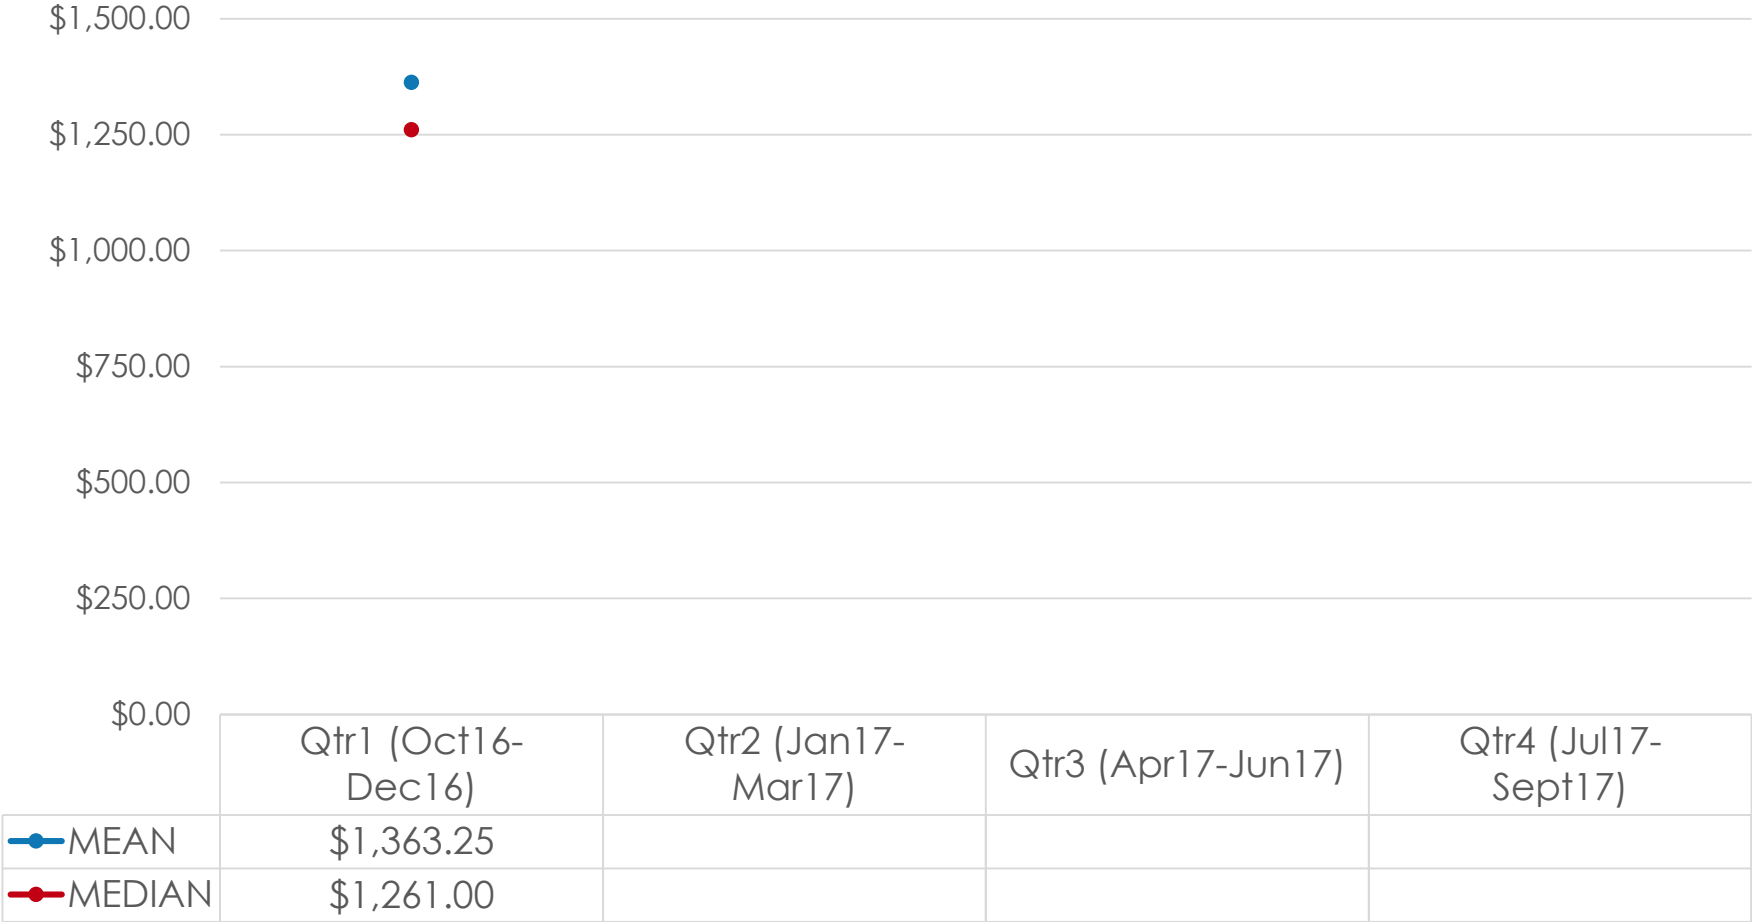 $1,500.00
$1,250.00
$1,000.00
$750.00
$500.00
$250.00
$0.00
Qtr1 (Oct16-
Dec16)
Qtr2 (Jan17-
Mar17)
Qtr3 (Apr17-Jun17)
Qtr4 (Jul17-
Sept17)
MEAN $1,363.25
MEDIAN $1,261.00